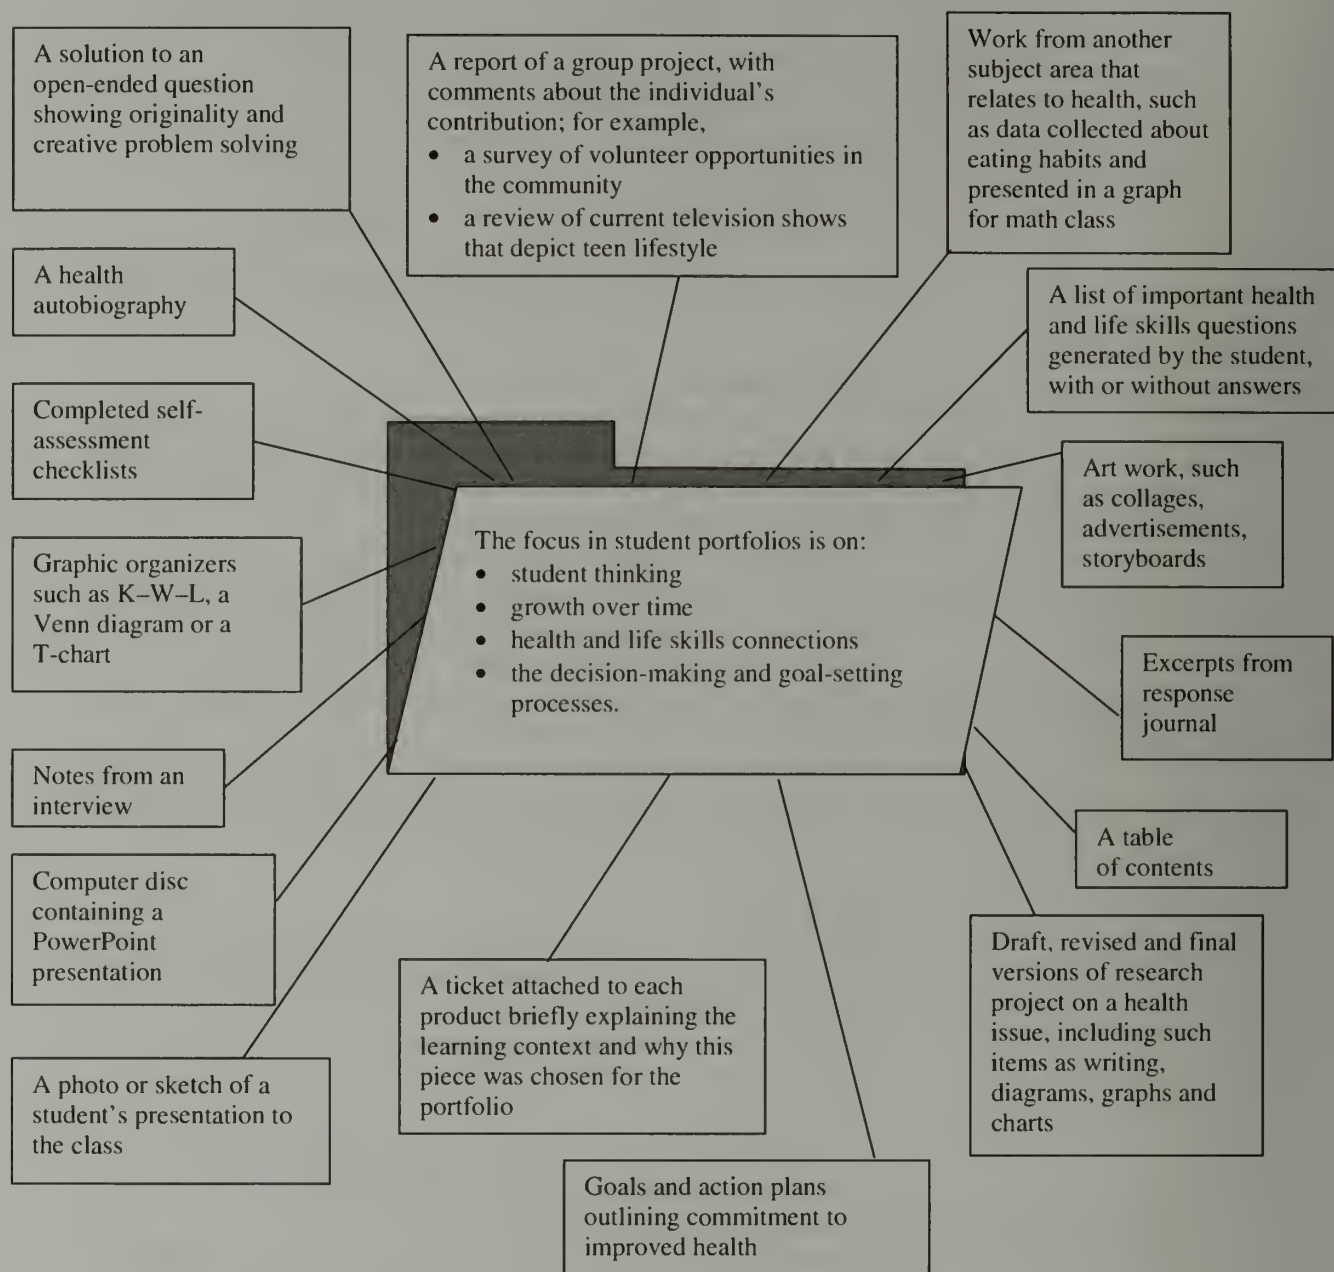 A solution to an
open-ended question
showing originality and
creative problem solving
A report of a group project, with
comments about the individual's
contribution; for example,
• a survey of volunteer opportunities in
the community
• a review of current television shows
that depict teen lifestyle
Work from another
subject area that
relates to health, such
as data collected about
eating habits and
presented in a graph
for math class
A health
autobiography
A list of important health
and life skills questions
generated by the student,
with or without answers
Completed self-
assessment
checklists
Art work, such
as collages,
advertisements,
storyboards
The focus in student portfolios is on:
• student thinking
• growth over time
• health and life skills connections
• the decision-making and goal-setting
processes.
Graphic organizers
such as K–W–L, a
Venn diagram or a
T-chart
Excerpts from
response
journal
Notes from an
interview
A table
of contents
Computer disc
containing a
PowerPoint
presentation
Draft, revised and final
versions of research
project on a health
issue, including such
items as writing,
diagrams, graphs and
charts
A ticket attached to each
product briefly explaining the
learning context and why this
piece was chosen for the
portfolio
A photo or sketch of a
student's presentation to
the class
Goals and action plans
outlining commitment to
improved health